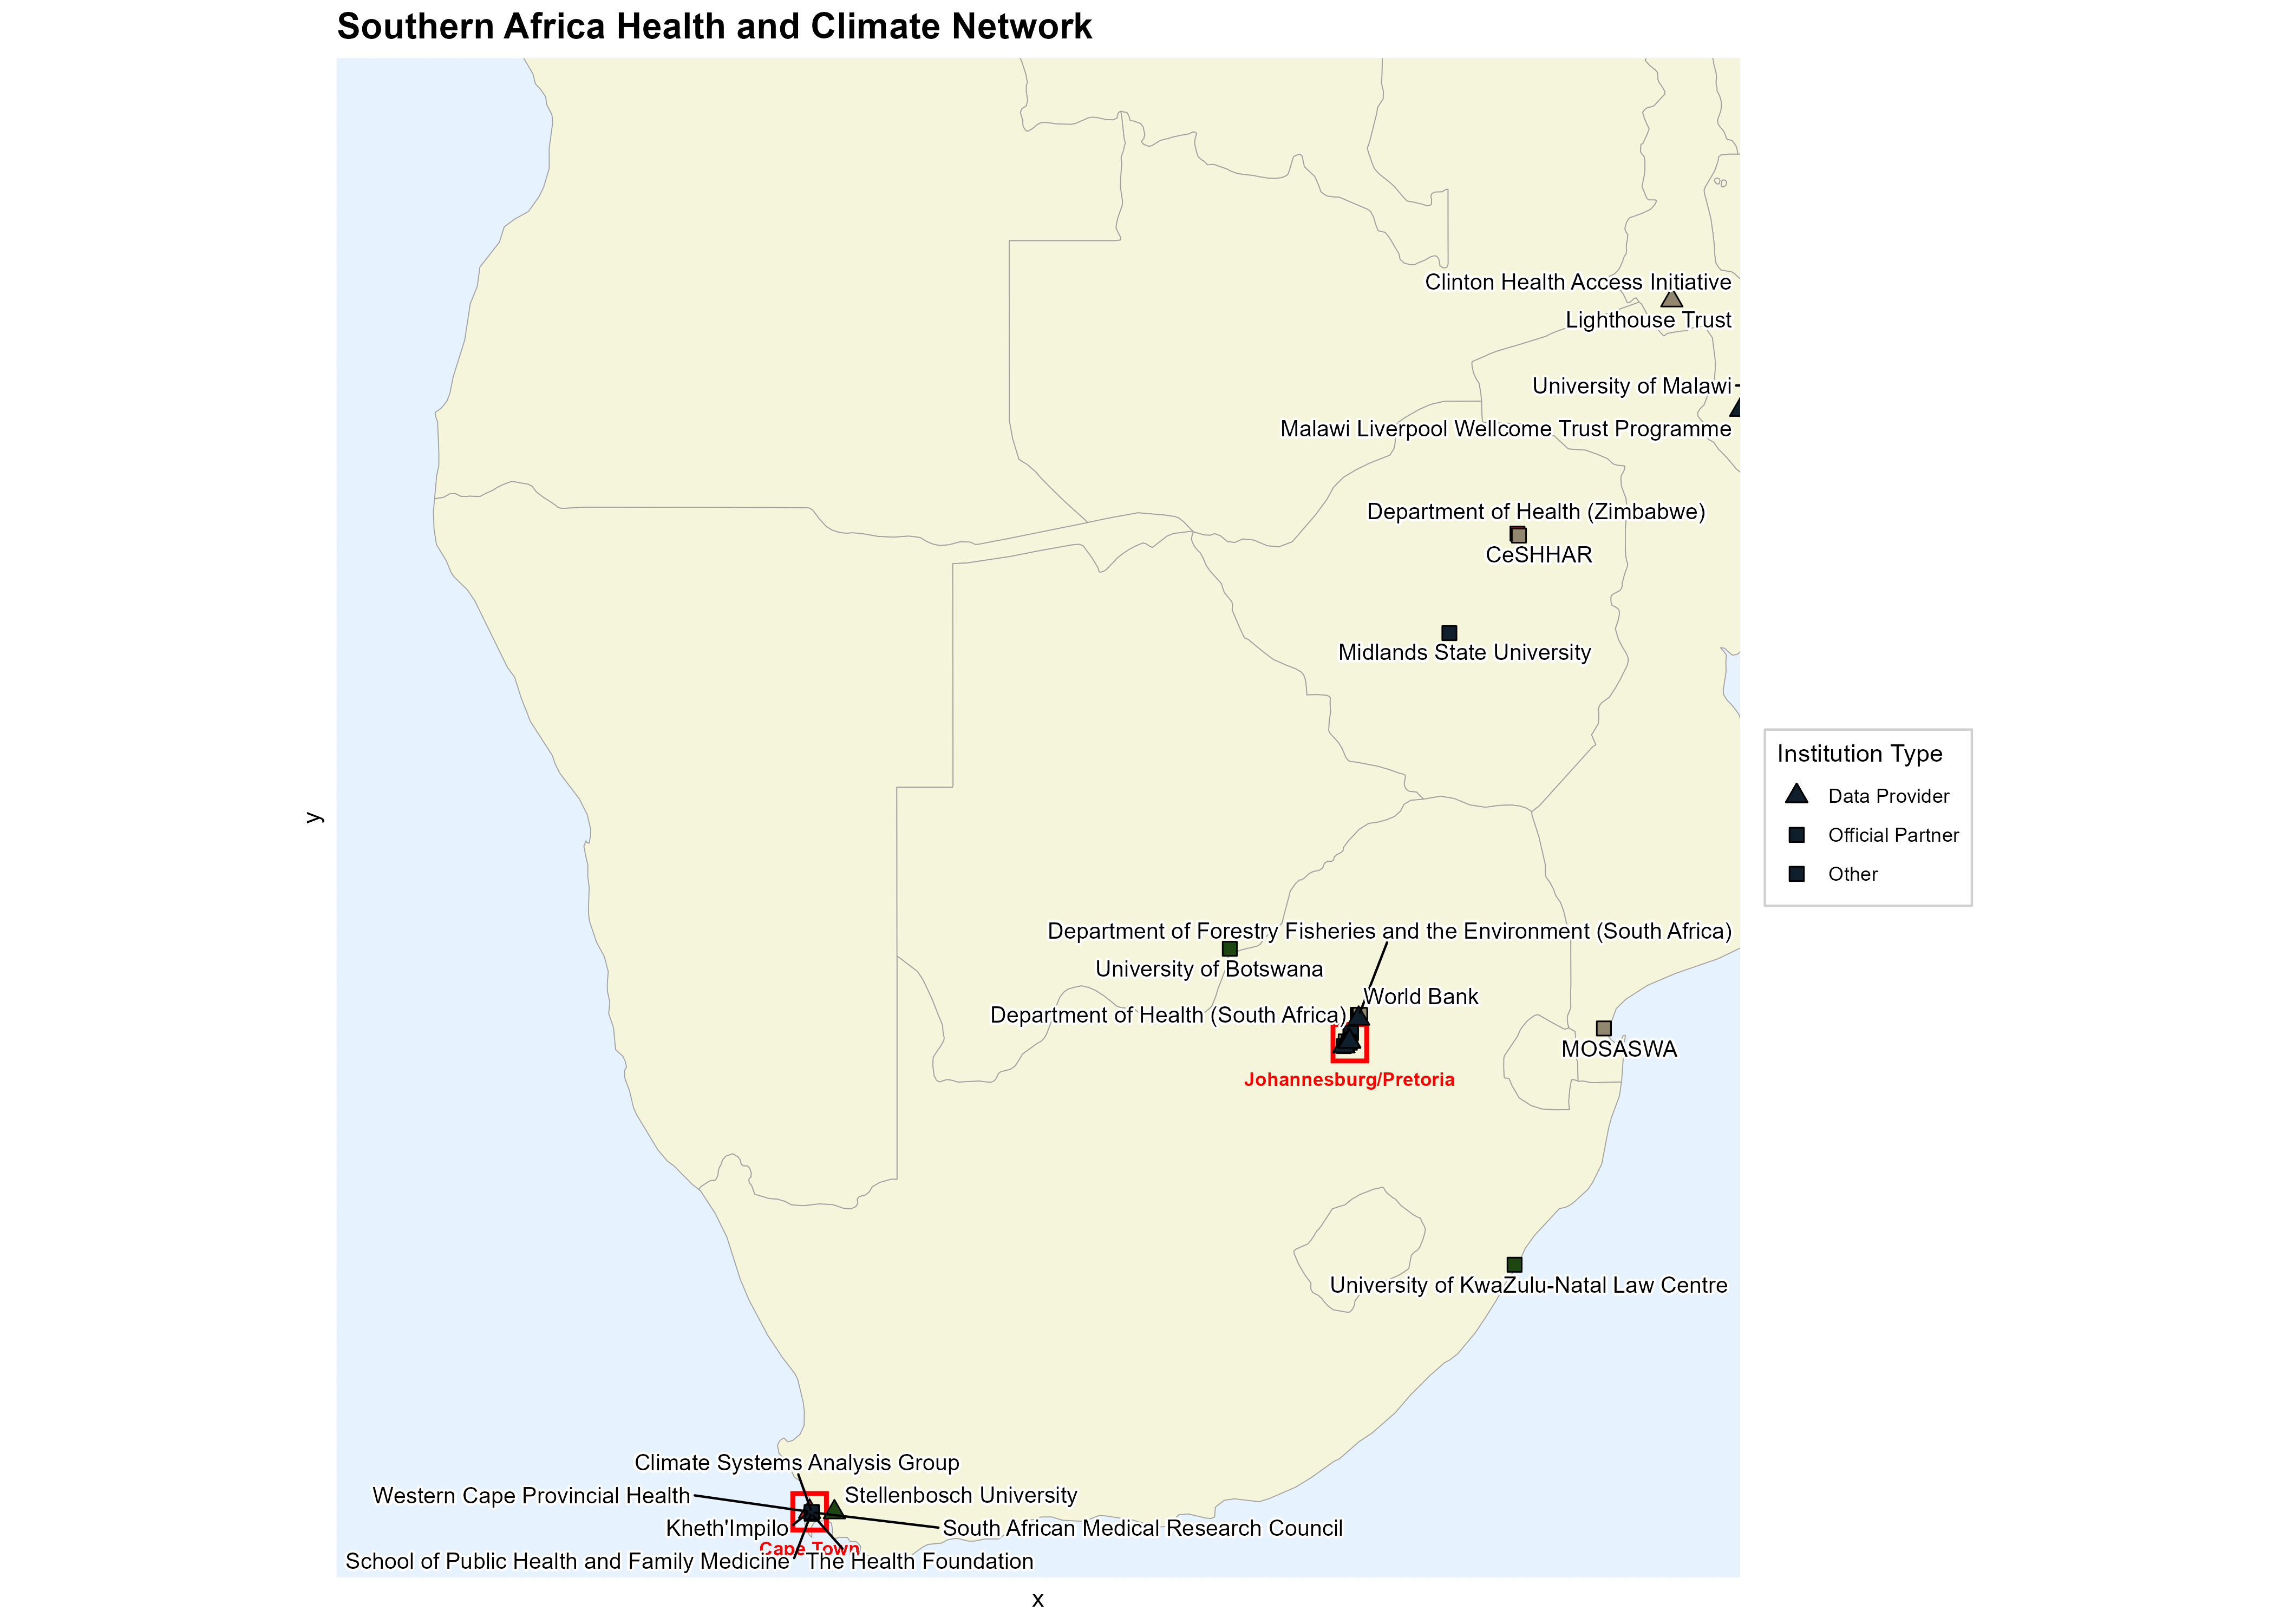 Southern Africa Health and Climate Network
Clinton Health Access Initiative
Lighthouse Trust
University of Malawi
Malawi Liverpool Wellcome Trust Programme
Department of Health (Zimbabwe)
CeSHHAR
Midlands State University
y
Institution Type
Data Provider
Official Partner
Other
Department of Forestry Fisheries and the Environment (South Africa)
University of Botswana
World Bank
Department of Health (South Africa)
MOSASWA
Johannesburg/Pretoria
University of KwaZulu-Natal Law Centre
Climate Systems Analysis Group
Western Cape Provincial Health
Stellenbosch University
Kheth'Impilo
South African Medical Research Council
Cape Town
School of Public Health and Family Medicine
The Health Foundation
x